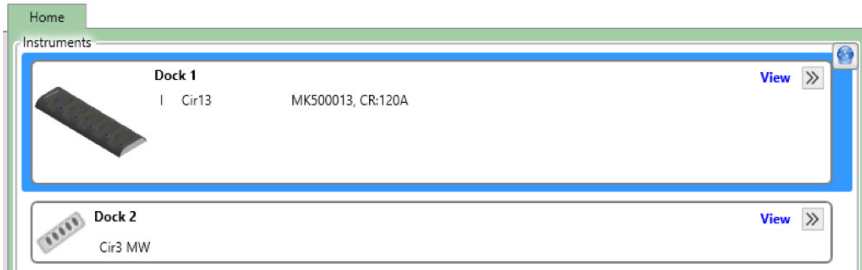 Home
Instruments
Dock 1
View
I Cir13 MK500013, CR:120A
Dock 2
View
Cir3 MW